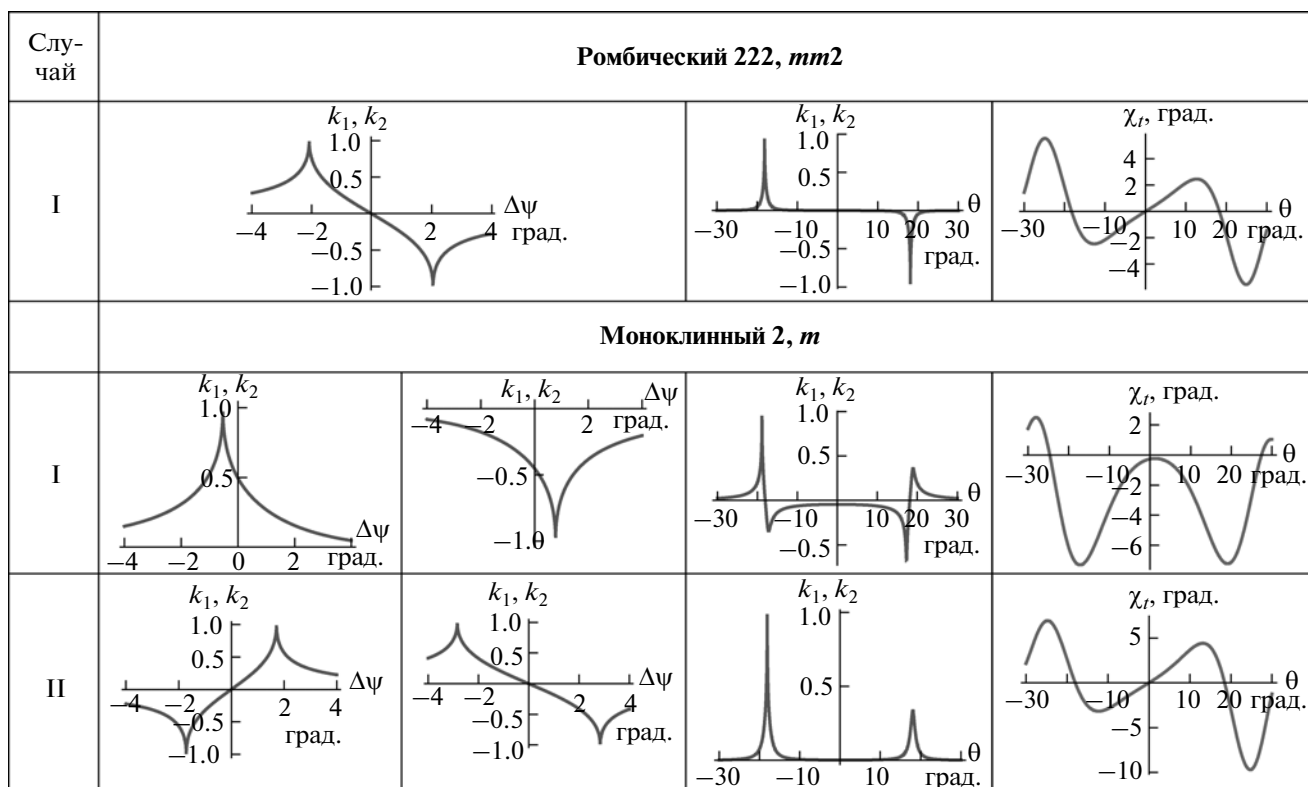 Слу-
чай
Ромбический 222, mm2
I
k₁, k₂
1.0
0.5
Δψ
−4 −2 2 4
град.
−0.5
−1.0
k₁, k₂
1.0
0.5
θ
−30 −10 10 20 30
град.
−0.5
−1.0
χₜ, град.
4
2
θ
−30 −10 10 20 30
−2
−4
град.
Моноклинный 2, m
I
k₁, k₂
1.0
0.5
Δψ
−4 −2 0 2
град.
k₁, k₂
Δψ
−4 −2 2
град.
−0.5
−1.0
k₁, k₂
1.0
0.5
θ
−30 −10 10 20 30
град.
−0.5
χₜ, град.
2
θ
−30 −10 10 20
−2
град.
−4
−6
II
k₁, k₂
1.0
0.5
Δψ
−4 −2 2 4
−0.5
град.
−1.0
k₁, k₂
1.0
0.5
Δψ
−4 −2 2 4
−0.5
град.
−1.0
k₁, k₂
1.0
0.5
θ
−30 −10 10 30
град.
χₜ, град.
5
θ
−30 −10 10 20 30
град.
−5
−10